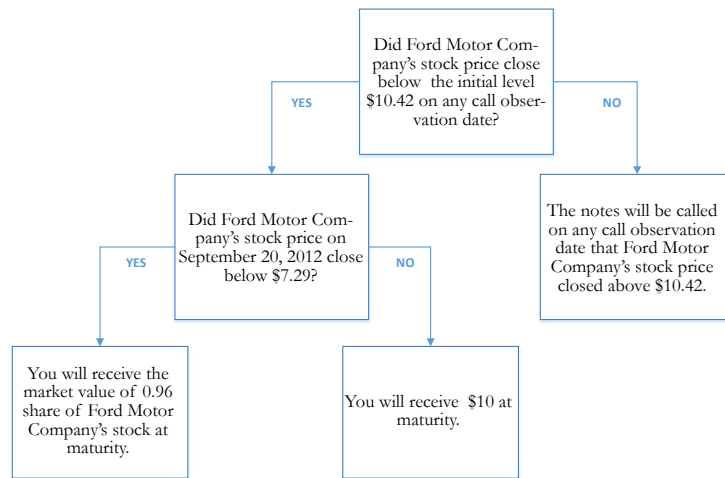 Did Ford Motor Com-
pany's stock price close
below the initial level
$10.42 on any call obser-
vation date?
YES
NO
Did Ford Motor Com-
pany's stock price on
September 20, 2012 close
below $7.29?
The notes will be called
on any call observation
date that Ford Motor
Company's stock price
closed above $10.42.
YES
NO
You will receive the
market value of 0.96
share of Ford Motor
Company's stock at
maturity.
You will receive $10 at
maturity.